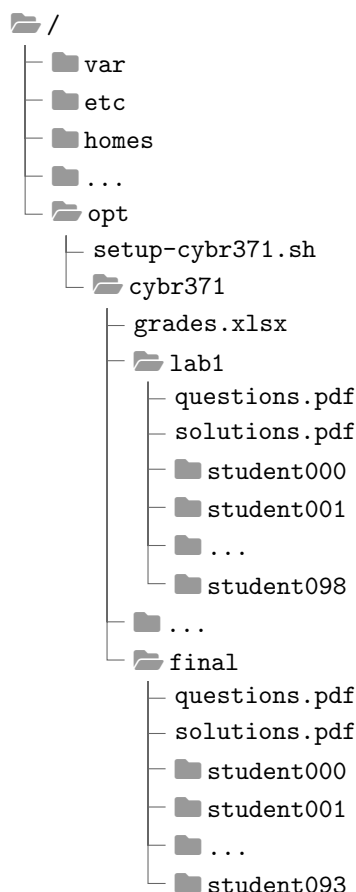 /
var
etc
homes
...
opt
setup-cybr371.sh
cybr371
grades.xlsx
lab1
questions.pdf
solutions.pdf
student000
student001
...
student098
...
final
questions.pdf
solutions.pdf
student000
student001
...
student093